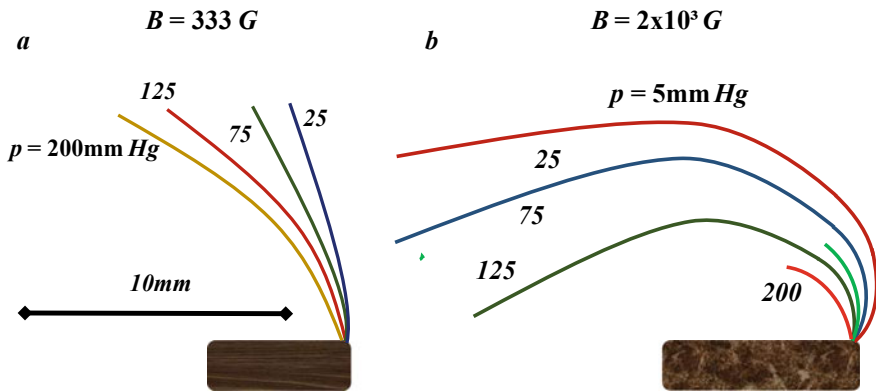 B = 333 G
a
125
75
25
p = 200mm Hg
10mm
B = 2x10³ G
b
p = 5mm Hg
25
75
125
200